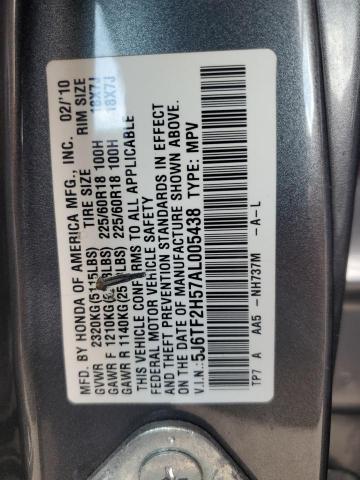 MFD. BY HONDA OF AMERICA MFG., INC. 02/'10
TIRE SIZE RIM SIZE
GVWR 2320KG(5115LBS)
GAWR F 1210KG( LBS) 225/60R18 100H 18X7J
GAWR R 1140KG( LBS) 225/60R18 100H 18X7J
THIS VEHICLE CONFORMS TO ALL APPLICABLE
FEDERAL MOTOR VEHICLE SAFETY
AND THEFT PREVENTION STANDARDS IN EFFECT
ON THE DATE OF MANUFACTURE SHOWN ABOVE.
V.I.N.: 5J6TF2H57AL005438 TYPE: MPV
TP7 A AA5 - NH737M - A - L